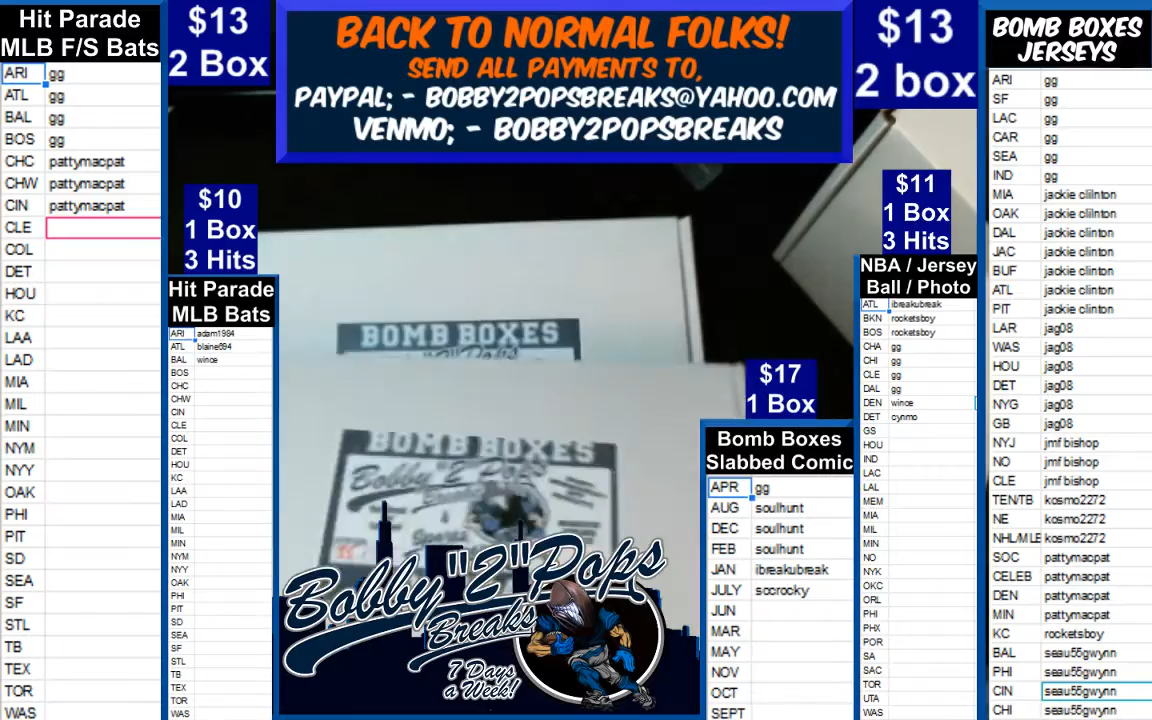 Hit Parade
MLB F/S Bats
ARI gg
ATL gg
BAL gg
BOS gg
CHC pattymacpat
CHW pattymacpat
CIN pattymacpat
CLE
COL
DET
HOU
KC
LAA
LAD
MIA
MIL
MIN
NYM
NYY
OAK
PHI
PIT
SD
SEA
SF
STL
TB
TEX
TOR
WAS
$13
2 Box
$10
1 Box
3 Hits
Hit Parade
MLB Bats
ARI adam1984
ATL blaine694
BAL wince
BOS
CHC
CHW
CIN
CLE
COL
DET
HOU
KC
LAA
LAD
MIA
MIL
MIN
NYM
NYY
OAK
PHI
PIT
SD
SEA
SF
STL
TB
TEX
TOR
WAS
BACK TO NORMAL FOLKS!
SEND ALL PAYMENTS TO,
PAYPAL; - BOBBY2POPSBREAKS@YAHOO.COM
VENMO; - BOBBY2POPSBREAKS
BOMB BOXES
BOMB BOXES
Bobby "2" Pops
Bobby "2" Pops
Breaks
7 Days
a Week!
$17
1 Box
Bomb Boxes
Slabbed Comic
APR gg
AUG soulhunt
DEC soulhunt
FEB soulhunt
JAN ibreakubreak
JULY socrocky
JUN
MAR
MAY
NOV
OCT
SEPT
$13
2 box
$11
1 Box
3 Hits
NBA / Jersey
Ball / Photo
ATL ibreakubreak
BKN rocketsboy
BOS rocketsboy
CHA gg
CHI gg
CLE gg
DAL gg
DEN wince
DET cynmo
GS
HOU
IND
LAC
LAL
MEM
MIA
MIL
MIN
NO
NYK
OKC
ORL
PHI
PHX
POR
SA
SAC
TOR
UTA
WAS
BOMB BOXES
JERSEYS
ARI gg
SF gg
LAC gg
CAR gg
SEA gg
IND gg
MIA jackie clilnton
OAK jackie clilnton
DAL jackie clinton
JAC jackie clinton
BUF jackie clinton
ATL jackie clinton
PIT jackie clinton
LAR jag08
WAS jag08
HOU jag08
DET jag08
NYG jag08
GB jag08
NYJ jmf bishop
NO jmf bishop
CLE jmf bishop
TEN/TB kosmo2272
NE kosmo2272
NHL/MLE kosmo2272
SOC pattymacpat
CELEB pattymacpat
DEN pattymacpat
MIN pattymacpat
KC rocketsboy
BAL seau55gwynn
PHI seau55gwynn
CIN seau55gwynn
CHI seau55gwynn